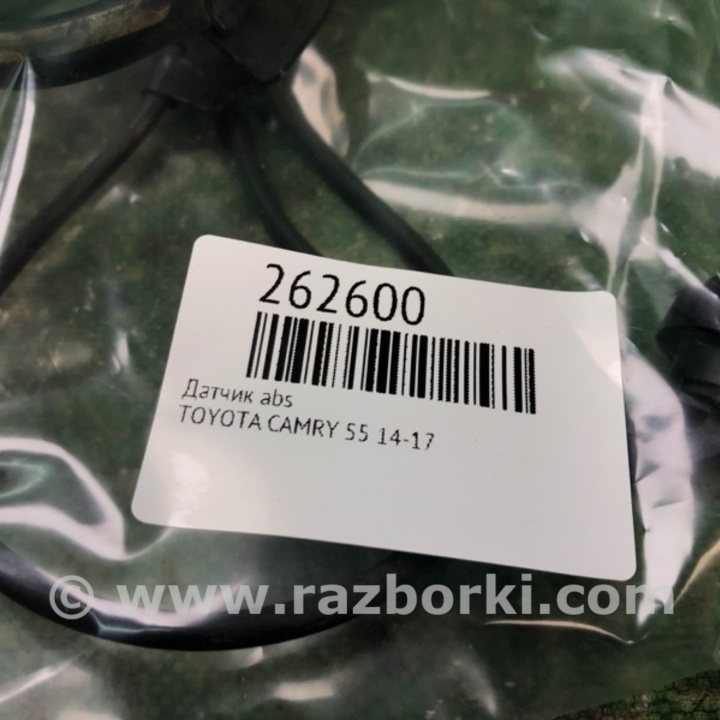 262600
Датчик abs
TOYOTA CAMRY 55 14-17
© www.razborki.com